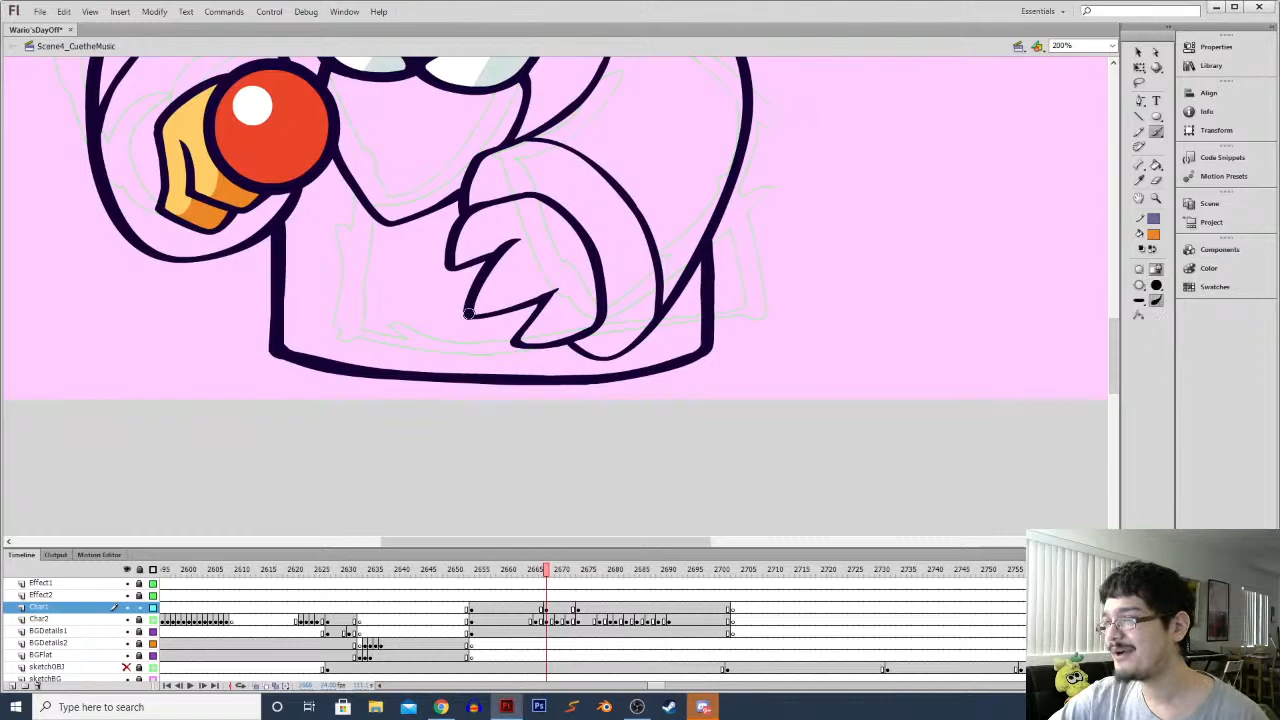 Fl File Edit View Insert Modify Text Commands Control Debug Window Help Essentials
Wario'sDayOff*
Scene4_CuetheMusic 200%
Properties
Library
Align
Info
Transform
Code Snippets
Motion Presets
Scene
Project
Components
Color
Swatches
Timeline Output Motion Editor
2600 2605 2610 2615 2620 2625 2630 2635 2640 2645 2650 2655 2660 2670 2675 2680 2685 2690 2695 2700 2705 2710 2715 2720 2725 2730 2735 2740 2745 2750 2755
Effect1
Effect2
Char1
Char2
BGDetails1
BGDetails2
BGFlat
sketchOBJ
sketchBG
Type here to search
Fl Ps